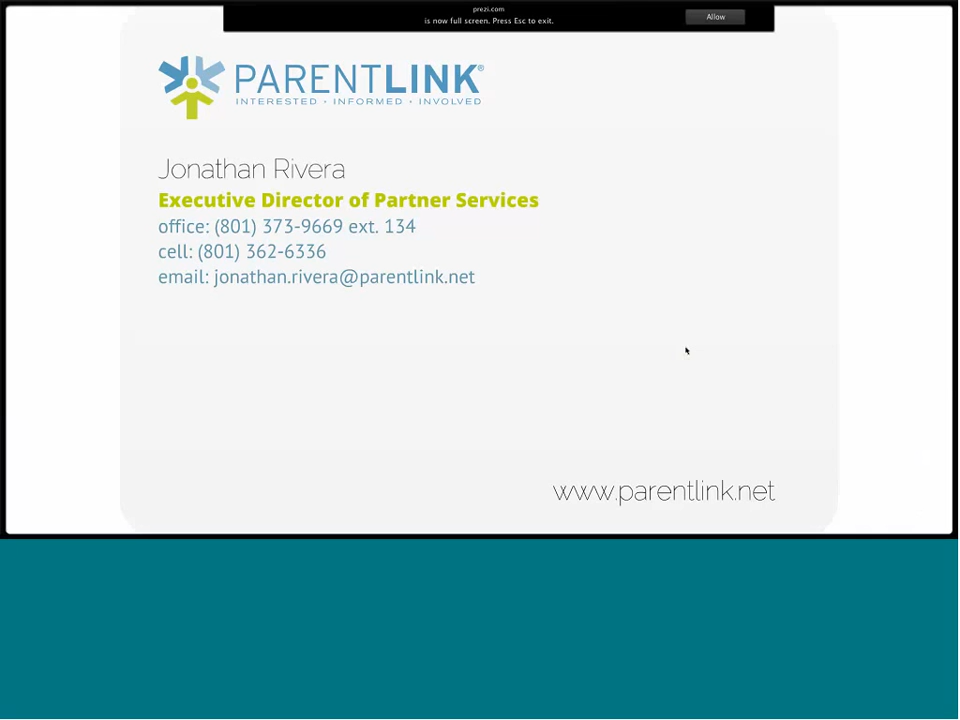 prezi.com
is now full screen. Press Esc to exit.
Allow
PARENTLINK®
INTERESTED • INFORMED • INVOLVED
Jonathan Rivera
Executive Director of Partner Services
office: (801) 373-9669 ext. 134
cell: (801) 362-6336
email: jonathan.rivera@parentlink.net
www.parentlink.net